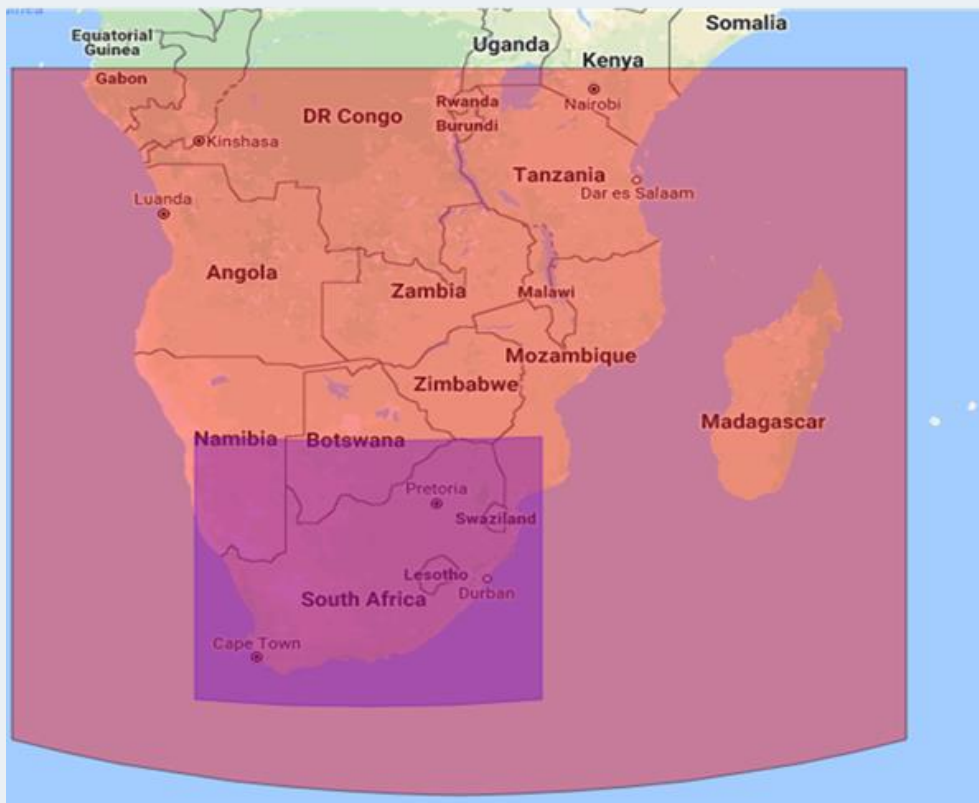 Somalia
Equatorial
Guinea
Uganda
Kenya
Gabon
Nairobi
Rwanda
DR Congo
Burundi
Kinshasa
Tanzania
Dar es Salaam
Luanda
Angola
Zambia
Malawi
Mozambique
Zimbabwe
Madagascar
Namibia
Botswana
Pretoria
Swaziland
Lesotho
Durban
South Africa
Cape Town